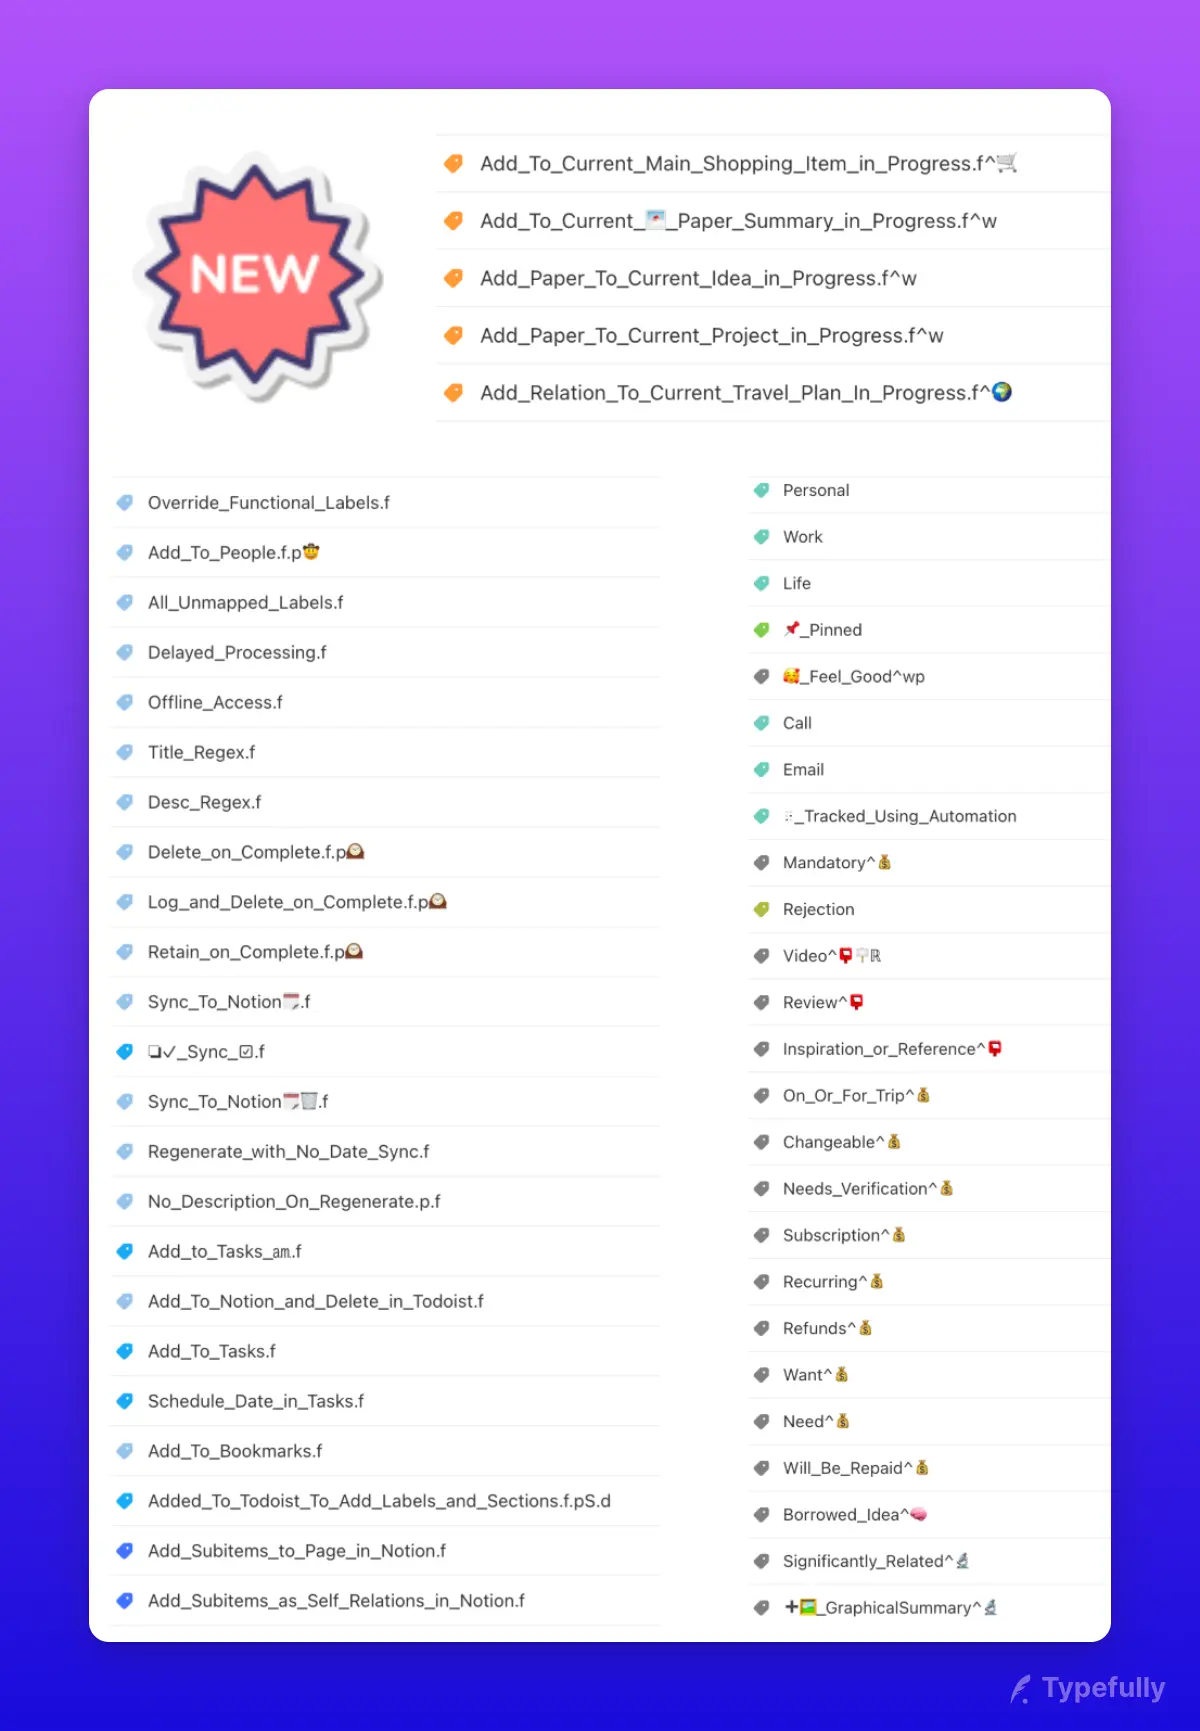 NEW
Add_To_Current_Main_Shopping_Item_in_Progress.f^🛒
Add_To_Current_💌_Paper_Summary_in_Progress.f^w
Add_Paper_To_Current_Idea_in_Progress.f^w
Add_Paper_To_Current_Project_in_Progress.f^w
Add_Relation_To_Current_Travel_Plan_In_Progress.f^🌍
Override_Functional_Labels.f
Add_To_People.f.p🤠
All_Unmapped_Labels.f
Delayed_Processing.f
Offline_Access.f
Title_Regex.f
Desc_Regex.f
Delete_on_Complete.f.p🕰️
Log_and_Delete_on_Complete.f.p🕰️
Retain_on_Complete.f.p🕰️
Sync_To_Notion🗓️.f
❏✓_Sync_☑.f
Sync_To_Notion🗓️🗑️.f
Regenerate_with_No_Date_Sync.f
No_Description_On_Regenerate.p.f
Add_to_Tasks_㏂.f
Add_To_Notion_and_Delete_in_Todoist.f
Add_To_Tasks.f
Schedule_Date_in_Tasks.f
Add_To_Bookmarks.f
Added_To_Todoist_To_Add_Labels_and_Sections.f.pS.d
Add_Subitems_to_Page_in_Notion.f
Add_Subitems_as_Self_Relations_in_Notion.f
Personal
Work
Life
📌_Pinned
🥰_Feel_Good^wp
Call
Email
_Tracked_Using_Automation
Mandatory^💰
Rejection
Video^📮🪧ℝ
Review^📮
Inspiration_or_Reference^📮
On_Or_For_Trip^💰
Changeable^💰
Needs_Verification^💰
Subscription^💰
Recurring^💰
Refunds^💰
Want^💰
Need^💰
Will_Be_Repaid^💰
Borrowed_Idea^🧠
Significantly_Related^🔬
➕🖼️_GraphicalSummary^🔬
Typefully